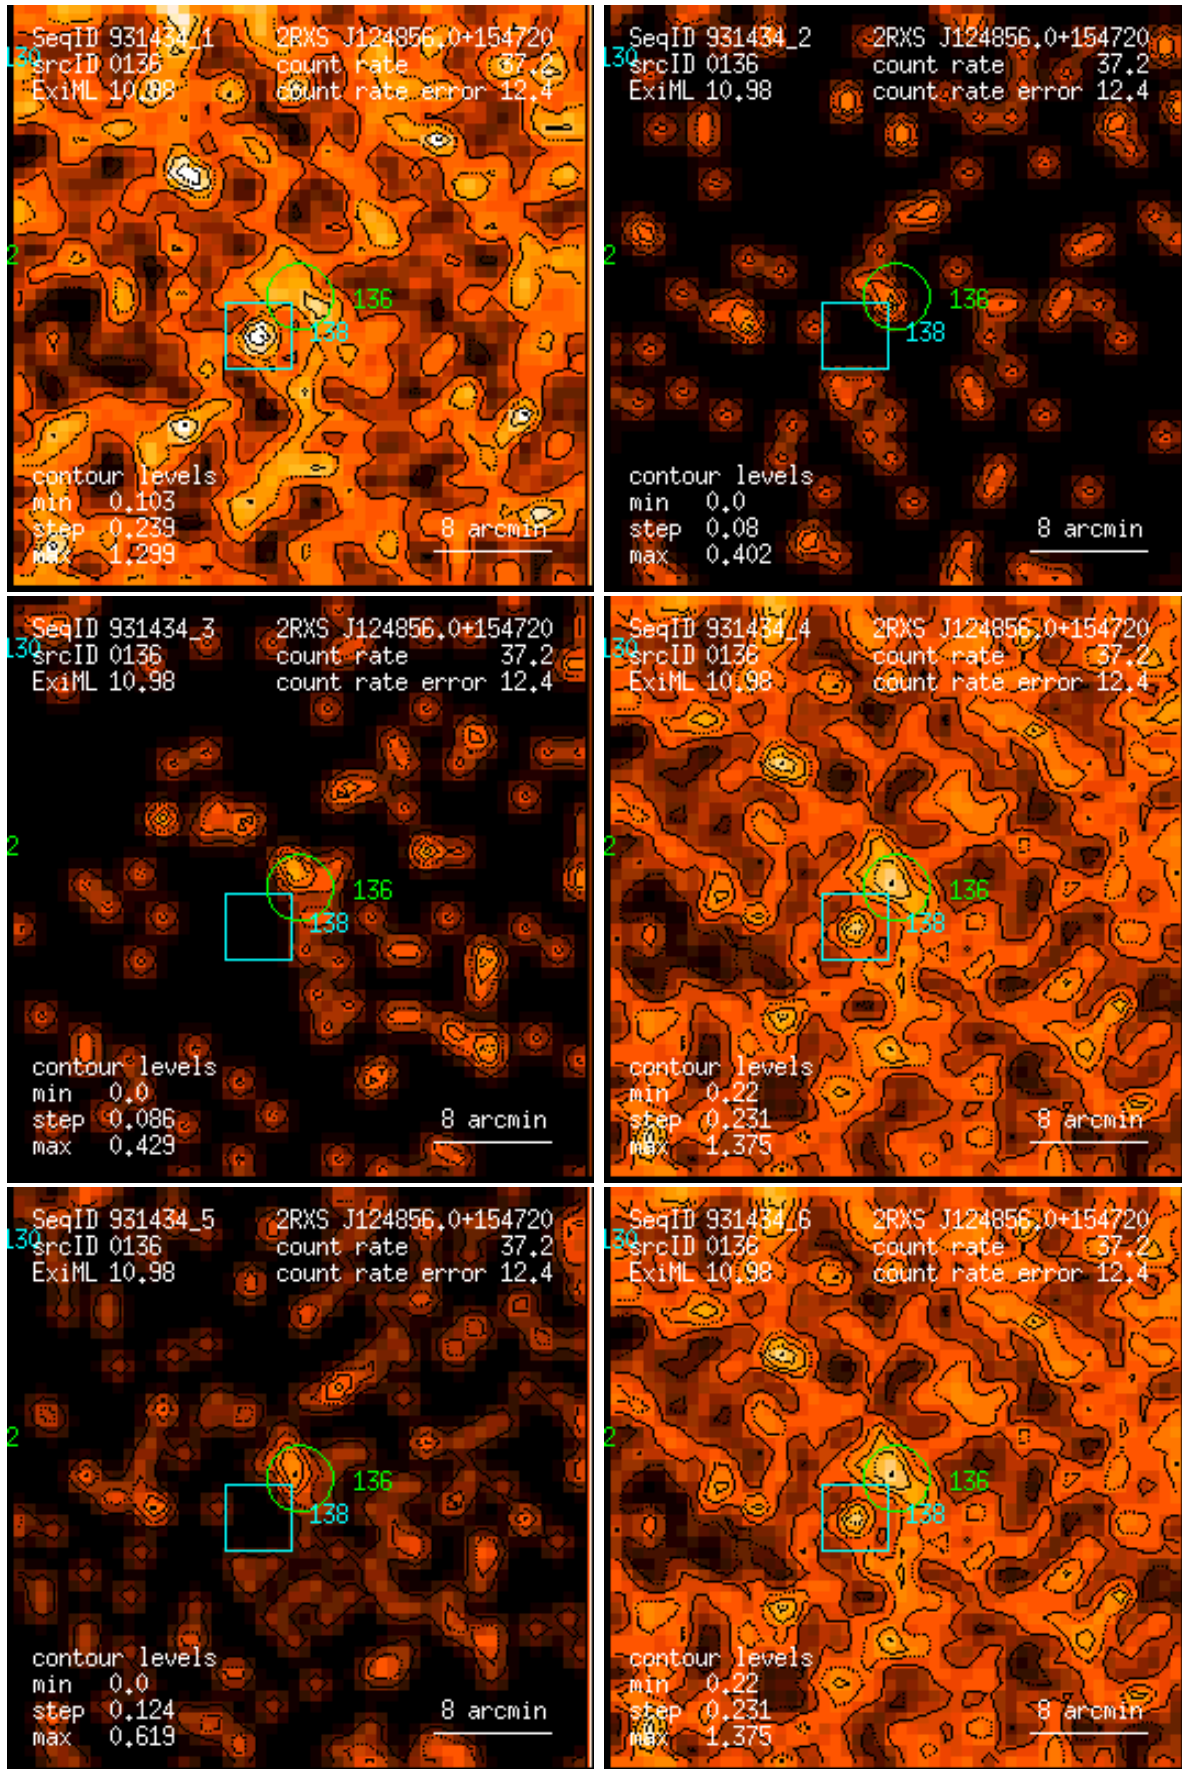 SeqID 931434_1 2RXS J124856.0+154720
130
srcID 0136 count rate 37.2
ExiML 10.98 count rate error 12.4
2
136
138
contour levels
min 0.103
step 0.239 8 arcmin
max 1.299
SeqID 931434_2 2RXS J124856.0+154720
130
srcID 0136 count rate 37.2
ExiML 10.98 count rate error 12.4
2
136
138
contour levels
min 0.0
step 0.08 8 arcmin
max 0.402
SeqID 931434_3 2RXS J124856.0+154720
130
srcID 0136 count rate 37.2
ExiML 10.98 count rate error 12.4
2
136
138
contour levels
min 0.0
step 0.086 8 arcmin
max 0.429
SeqID 931434_4 2RXS J124856.0+154720
130
srcID 0136 count rate 37.2
ExiML 10.98 count rate error 12.4
2
136
138
contour levels
min 0.22
step 0.231 8 arcmin
max 1.375
SeqID 931434_5 2RXS J124856.0+154720
130
srcID 0136 count rate 37.2
ExiML 10.98 count rate error 12.4
2
136
138
contour levels
min 0.0
step 0.124 8 arcmin
max 0.619
SeqID 931434_6 2RXS J124856.0+154720
130
srcID 0136 count rate 37.2
ExiML 10.98 count rate error 12.4
2
136
138
contour levels
min 0.22
step 0.231 8 arcmin
max 1.375